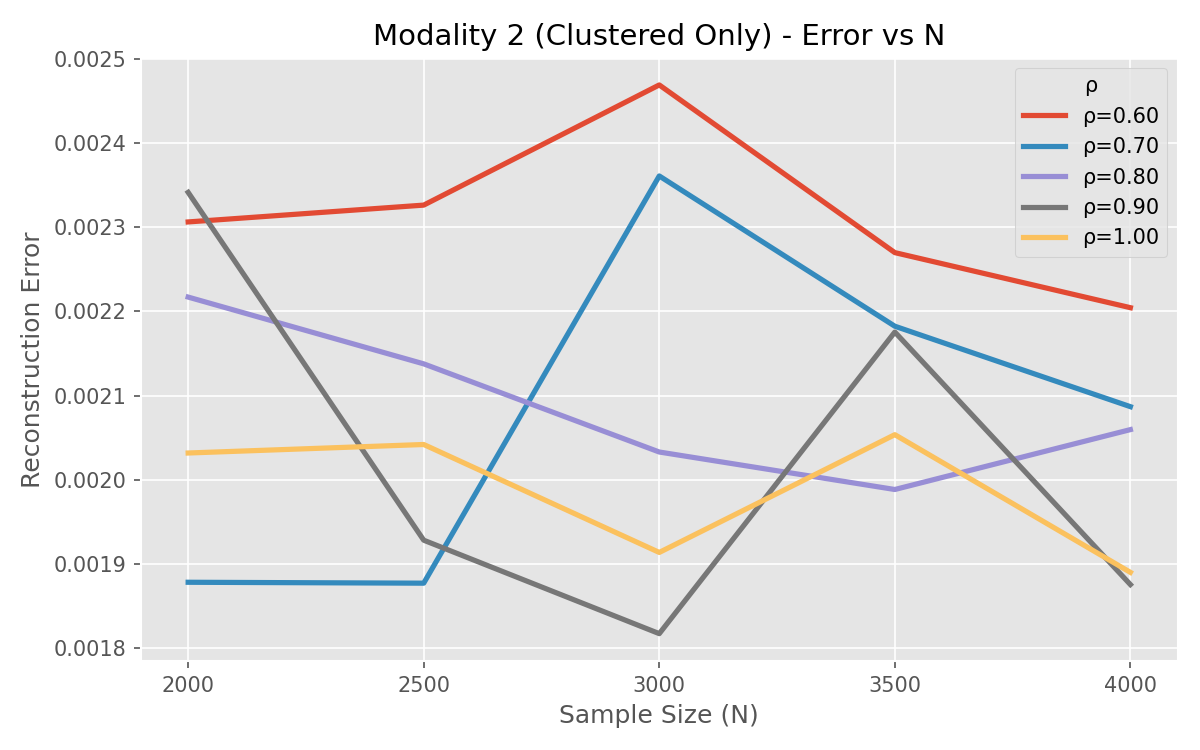 Modality 2 (Clustered Only) - Error vs N
Reconstruction Error
0.0025
0.0024
0.0023
0.0022
0.0021
0.0020
0.0019
0.0018
ρ
ρ=0.60
ρ=0.70
ρ=0.80
ρ=0.90
ρ=1.00
2000 2500 3000 3500 4000
Sample Size (N)